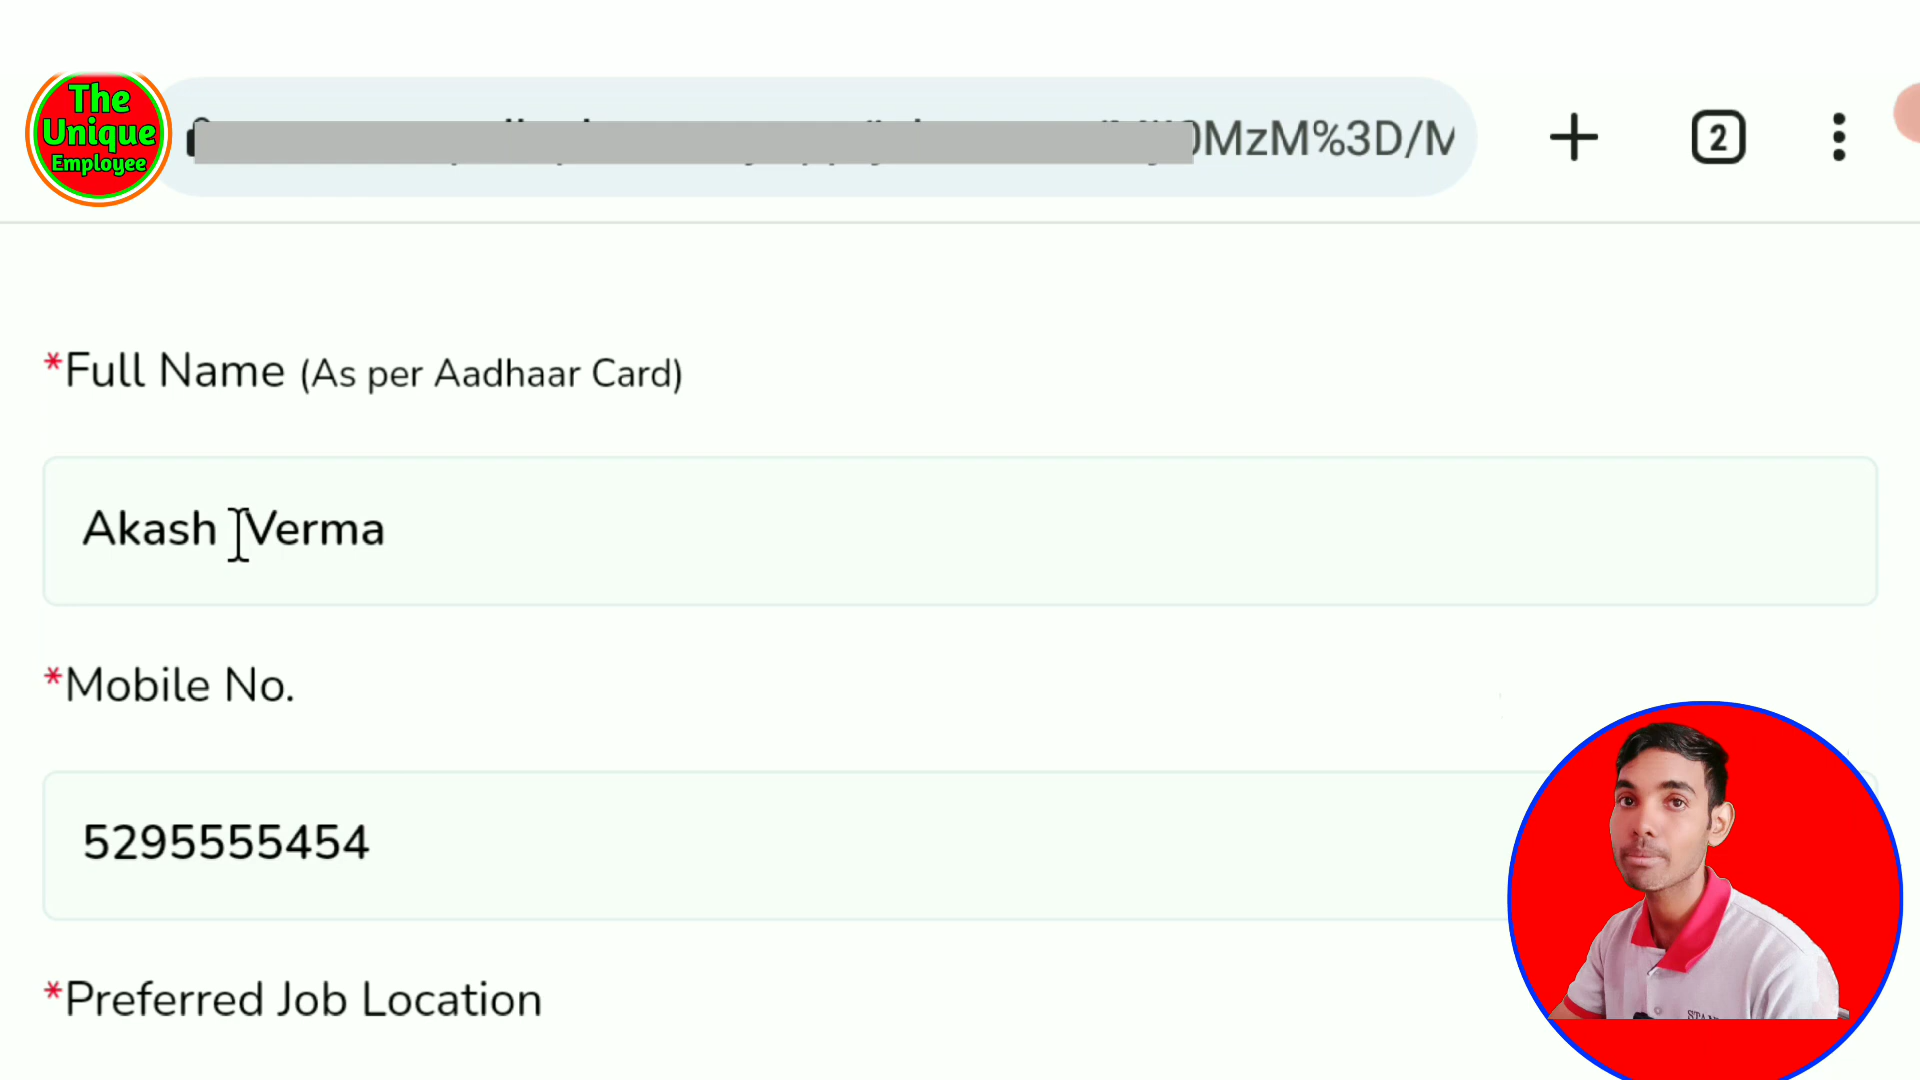 The
Unique
Employee
0MzM%3D/M
2
*Full Name (As per Aadhaar Card)
Akash Verma
*Mobile No.
5295555454
*Preferred Job Location